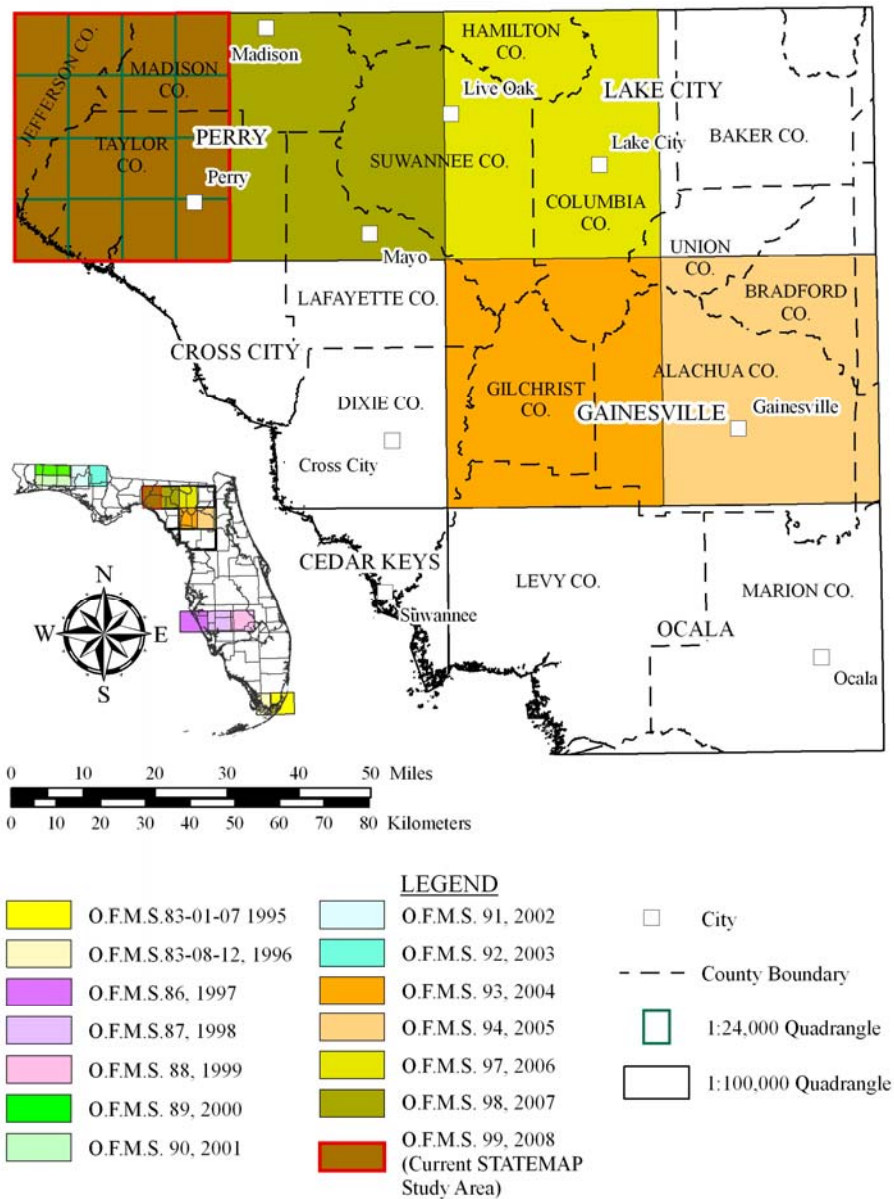 HAMILTON
CO.
Madison
JEFFERSON CO.
MADISON
CO.
Live Oak
LAKE CITY
TAYLOR
CO.
PERRY
BAKER CO.
SUWANNEE CO.
Lake City
Perry
COLUMBIA
CO.
Mayo
UNION
CO.
LAFAYETTE CO.
BRADFORD
CO.
CROSS CITY
ALACHUA CO.
DIXIE CO.
GILCHRIST
CO.
GAINESVILLE
Gainesville
Cross City
CEDAR KEYS
LEVY CO.
MARION CO.
Suwannee
OCALA
Ocala
N
W
E
S
0 10 20 30 40 50 Miles
0 10 20 30 40 50 60 70 80 Kilometers
LEGEND
O.F.M.S.83-01-07 1995
O.F.M.S.83-08-12, 1996
O.F.M.S.86, 1997
O.F.M.S.87, 1998
O.F.M.S. 88, 1999
O.F.M.S. 89, 2000
O.F.M.S. 90, 2001
O.F.M.S. 91, 2002
O.F.M.S. 92, 2003
O.F.M.S. 93, 2004
O.F.M.S. 94, 2005
O.F.M.S. 97, 2006
O.F.M.S. 98, 2007
O.F.M.S. 99, 2008
(Current STATEMAP
Study Area)
City
County Boundary
1:24,000 Quadrangle
1:100,000 Quadrangle